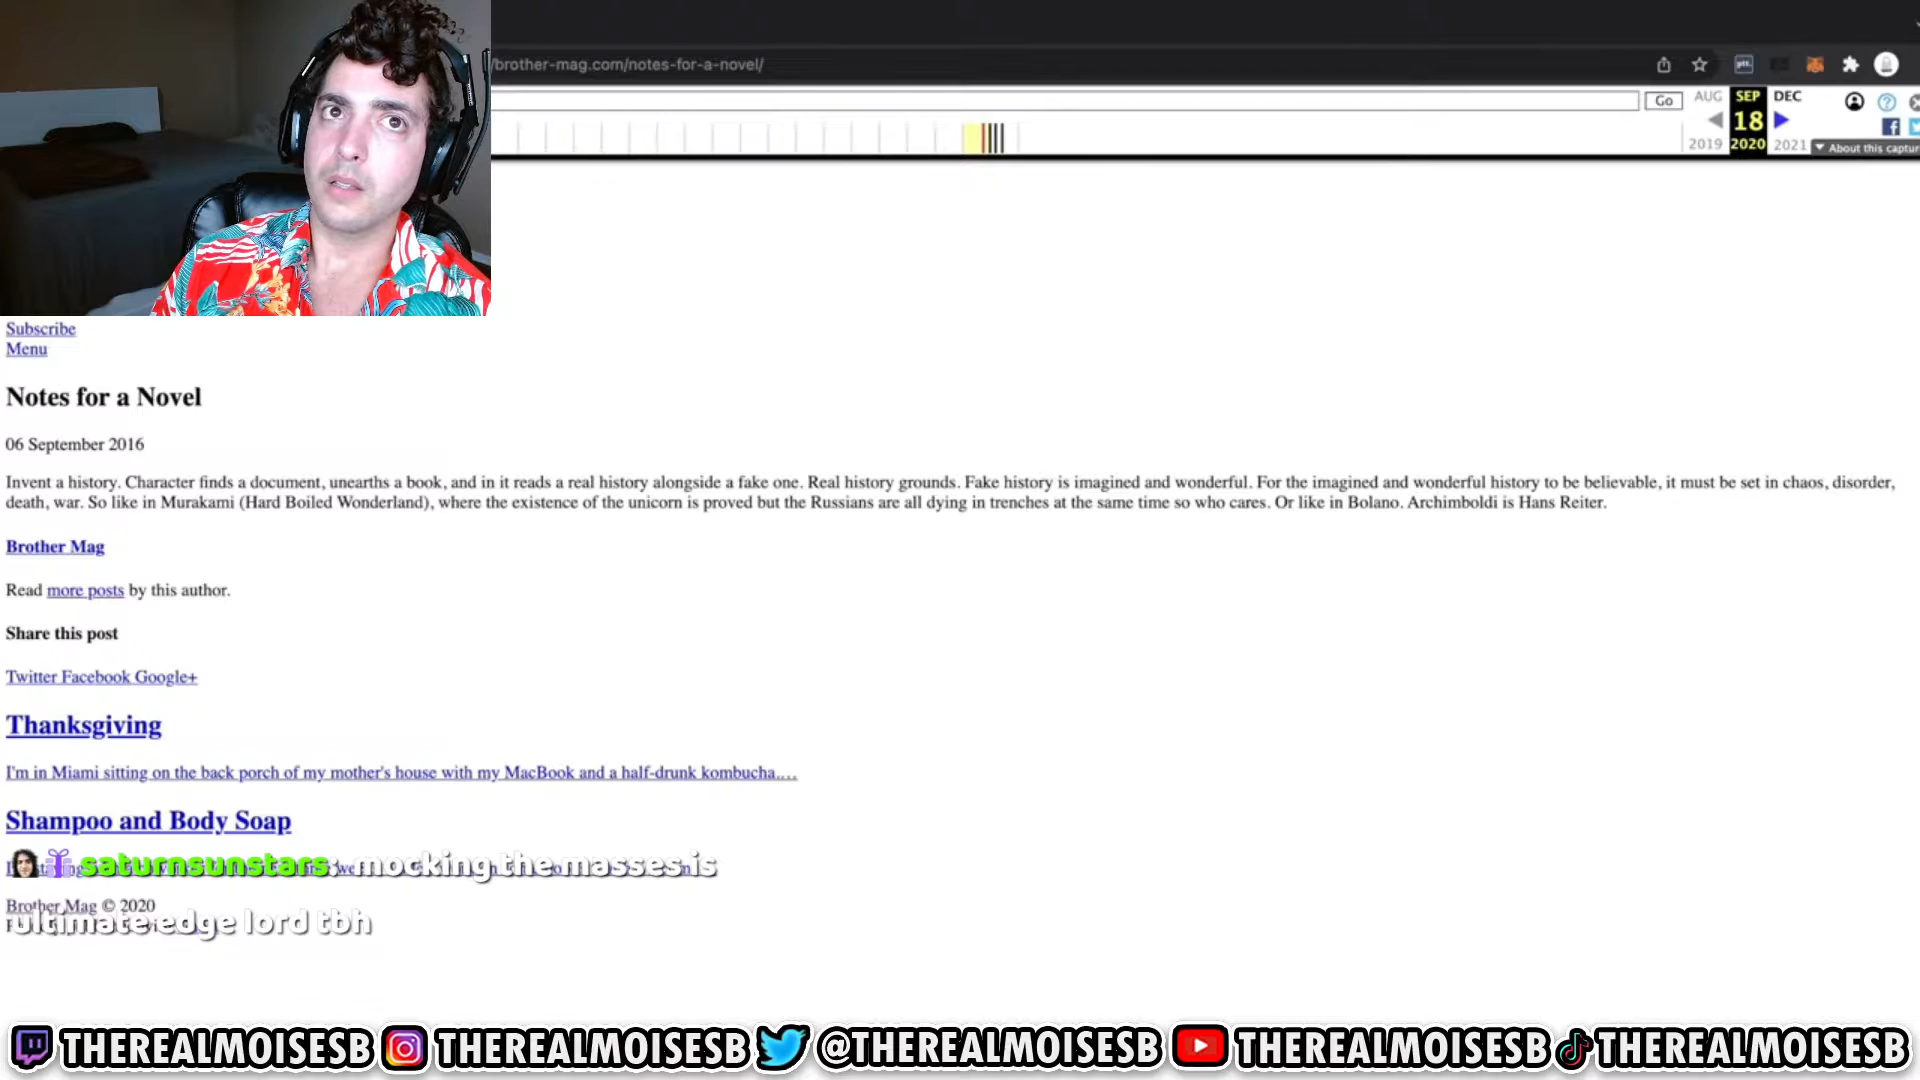 /brother-mag.com/notes-for-a-novel/
Go
AUG SEP DEC
18
2019 2020 2021
About this captur
Subscribe
Menu
Notes for a Novel
06 September 2016
Invent a history. Character finds a document, unearths a book, and in it reads a real history alongside a fake one. Real history grounds. Fake history is imagined and wonderful. For the imagined and wonderful history to be believable, it must be set in chaos, disorder,
death, war. So like in Murakami (Hard Boiled Wonderland), where the existence of the unicorn is proved but the Russians are all dying in trenches at the same time so who cares. Or like in Bolano. Archimboldi is Hans Reiter.
Brother Mag
Read more posts by this author.
Share this post
Twitter Facebook Google+
Thanksgiving
I'm in Miami sitting on the back porch of my mother's house with my MacBook and a half-drunk kombucha.…
Shampoo and Body Soap
saturnsunstars: mocking the masses is
Brother Mag © 2020
ultimate edge lord tbh
THEREALMOISESB THEREALMOISESB @THEREALMOISESB THEREALMOISESB THEREALMOISESB